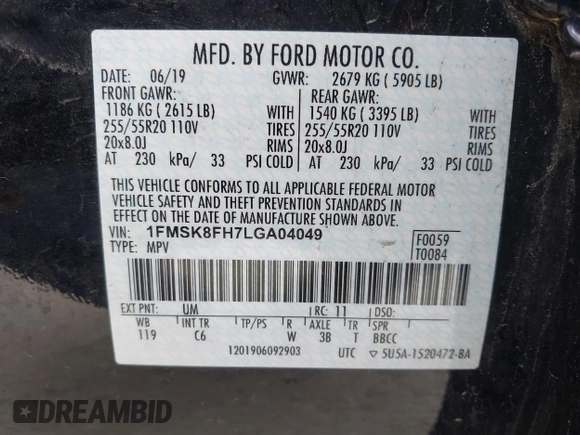 MFD. BY FORD MOTOR CO.
DATE: 06/19 GVWR: 2679 KG ( 5905 LB)
FRONT GAWR: REAR GAWR:
1186 KG ( 2615 LB) WITH 1540 KG ( 3395 LB) WITH
255/55R20 110V TIRES 255/55R20 110V TIRES
20x8.0J RIMS 20x8.0J RIMS
AT 230 kPa/ 33 PSI COLD AT 230 kPa/ 33 PSI COLD
THIS VEHICLE CONFORMS TO ALL APPLICABLE FEDERAL MOTOR
VEHICLE SAFETY AND THEFT PREVENTION STANDARDS IN
EFFECT ON THE DATE OF MANUFACTURE SHOWN ABOVE.
VIN: 1FMSK8FH7LGA04049 F0059
TYPE: MPV T0084
EXT PNT: UM RC: 11 DSO:
WB INT TR TP/PS R AXLE TR SPR
119 C6 W 3B T BBCC
1201906092903 UTC ▽ 5U5A-1520472-BA
DREAMBID